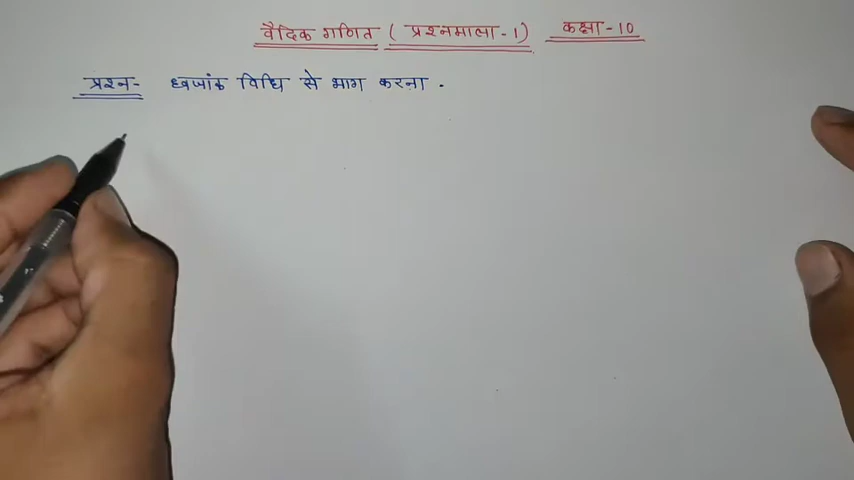 वैदिक गणित ( प्रश्नमाला - 1 ) कक्षा - 10
प्रश्न - ध्वजांक विधि से भाग करना .